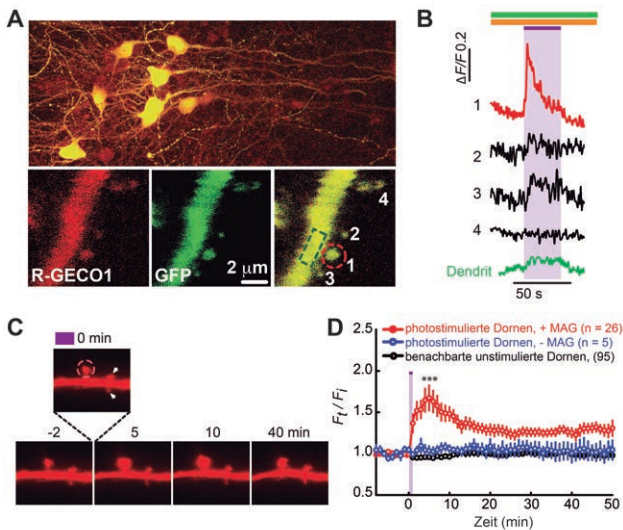 A
R-GECO1
GFP
2 µm
4
2
1
3
B
ΔF/F 0.2
1
2
3
4
Dendrit
50 s
C
0 min
-2 5 10 40 min
D
photostimulierte Dornen, + MAG (n = 26)
photostimulierte Dornen, - MAG (n = 5)
benachbarte unstimulierte Dornen, (95)
***
Ft / Fi
2.5
2.0
1.5
1.0
0.5
0 10 20 30 40 50
Zeit (min)